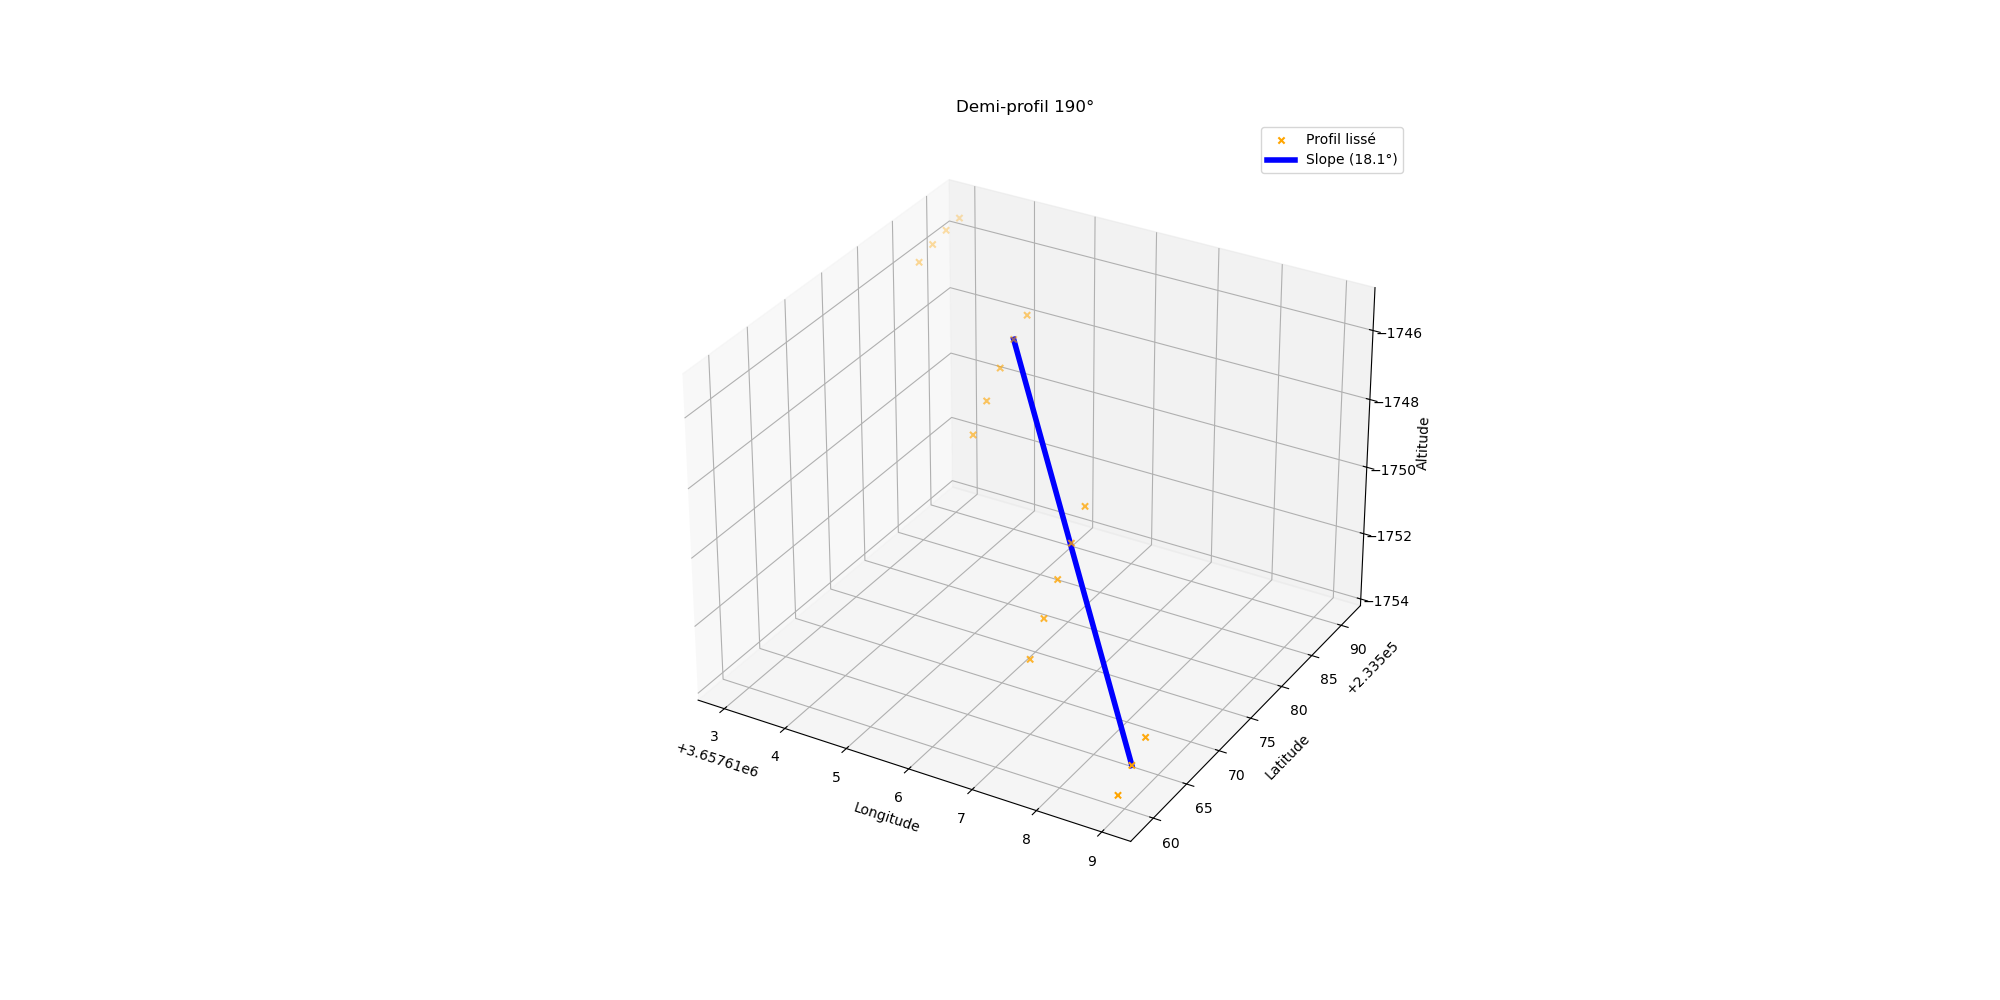 Demi-profil 190°
Profil lissé
Slope (18.1°)
−1746
−1748
−1750
−1752
−1754
Altitude
90
85
80
75
70
65
60
+2.335e5
Latitude
3
4
5
6
7
8
9
+3.65761e6
Longitude